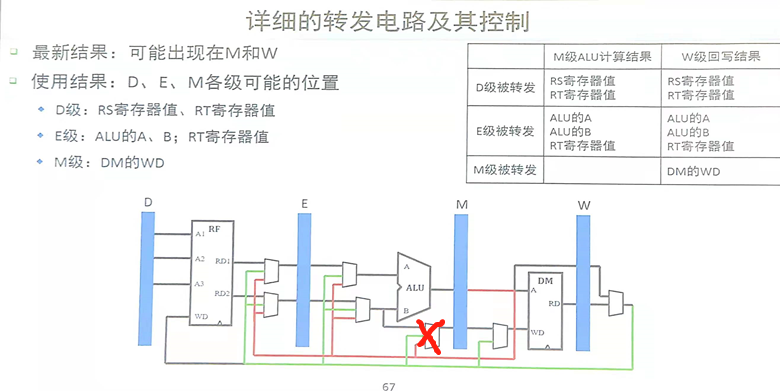 详细的转发电路及其控制
最新结果：可能出现在M和W
使用结果：D、E、M各级可能的位置
D级：RS寄存器值、RT寄存器值
E级：ALU的A、B；RT寄存器值
M级：DM的WD
M级ALU计算结果 W级回写结果
D级被转发 RS寄存器值 RT寄存器值 RS寄存器值 RT寄存器值
E级被转发 ALU的A ALU的B RT寄存器值 ALU的A ALU的B RT寄存器值
M级被转发 DM的WD
D E M W
RF
A1 RD1
A2
A3 RD2
WD
A
ALU
B
DM
A
RD
WD
67